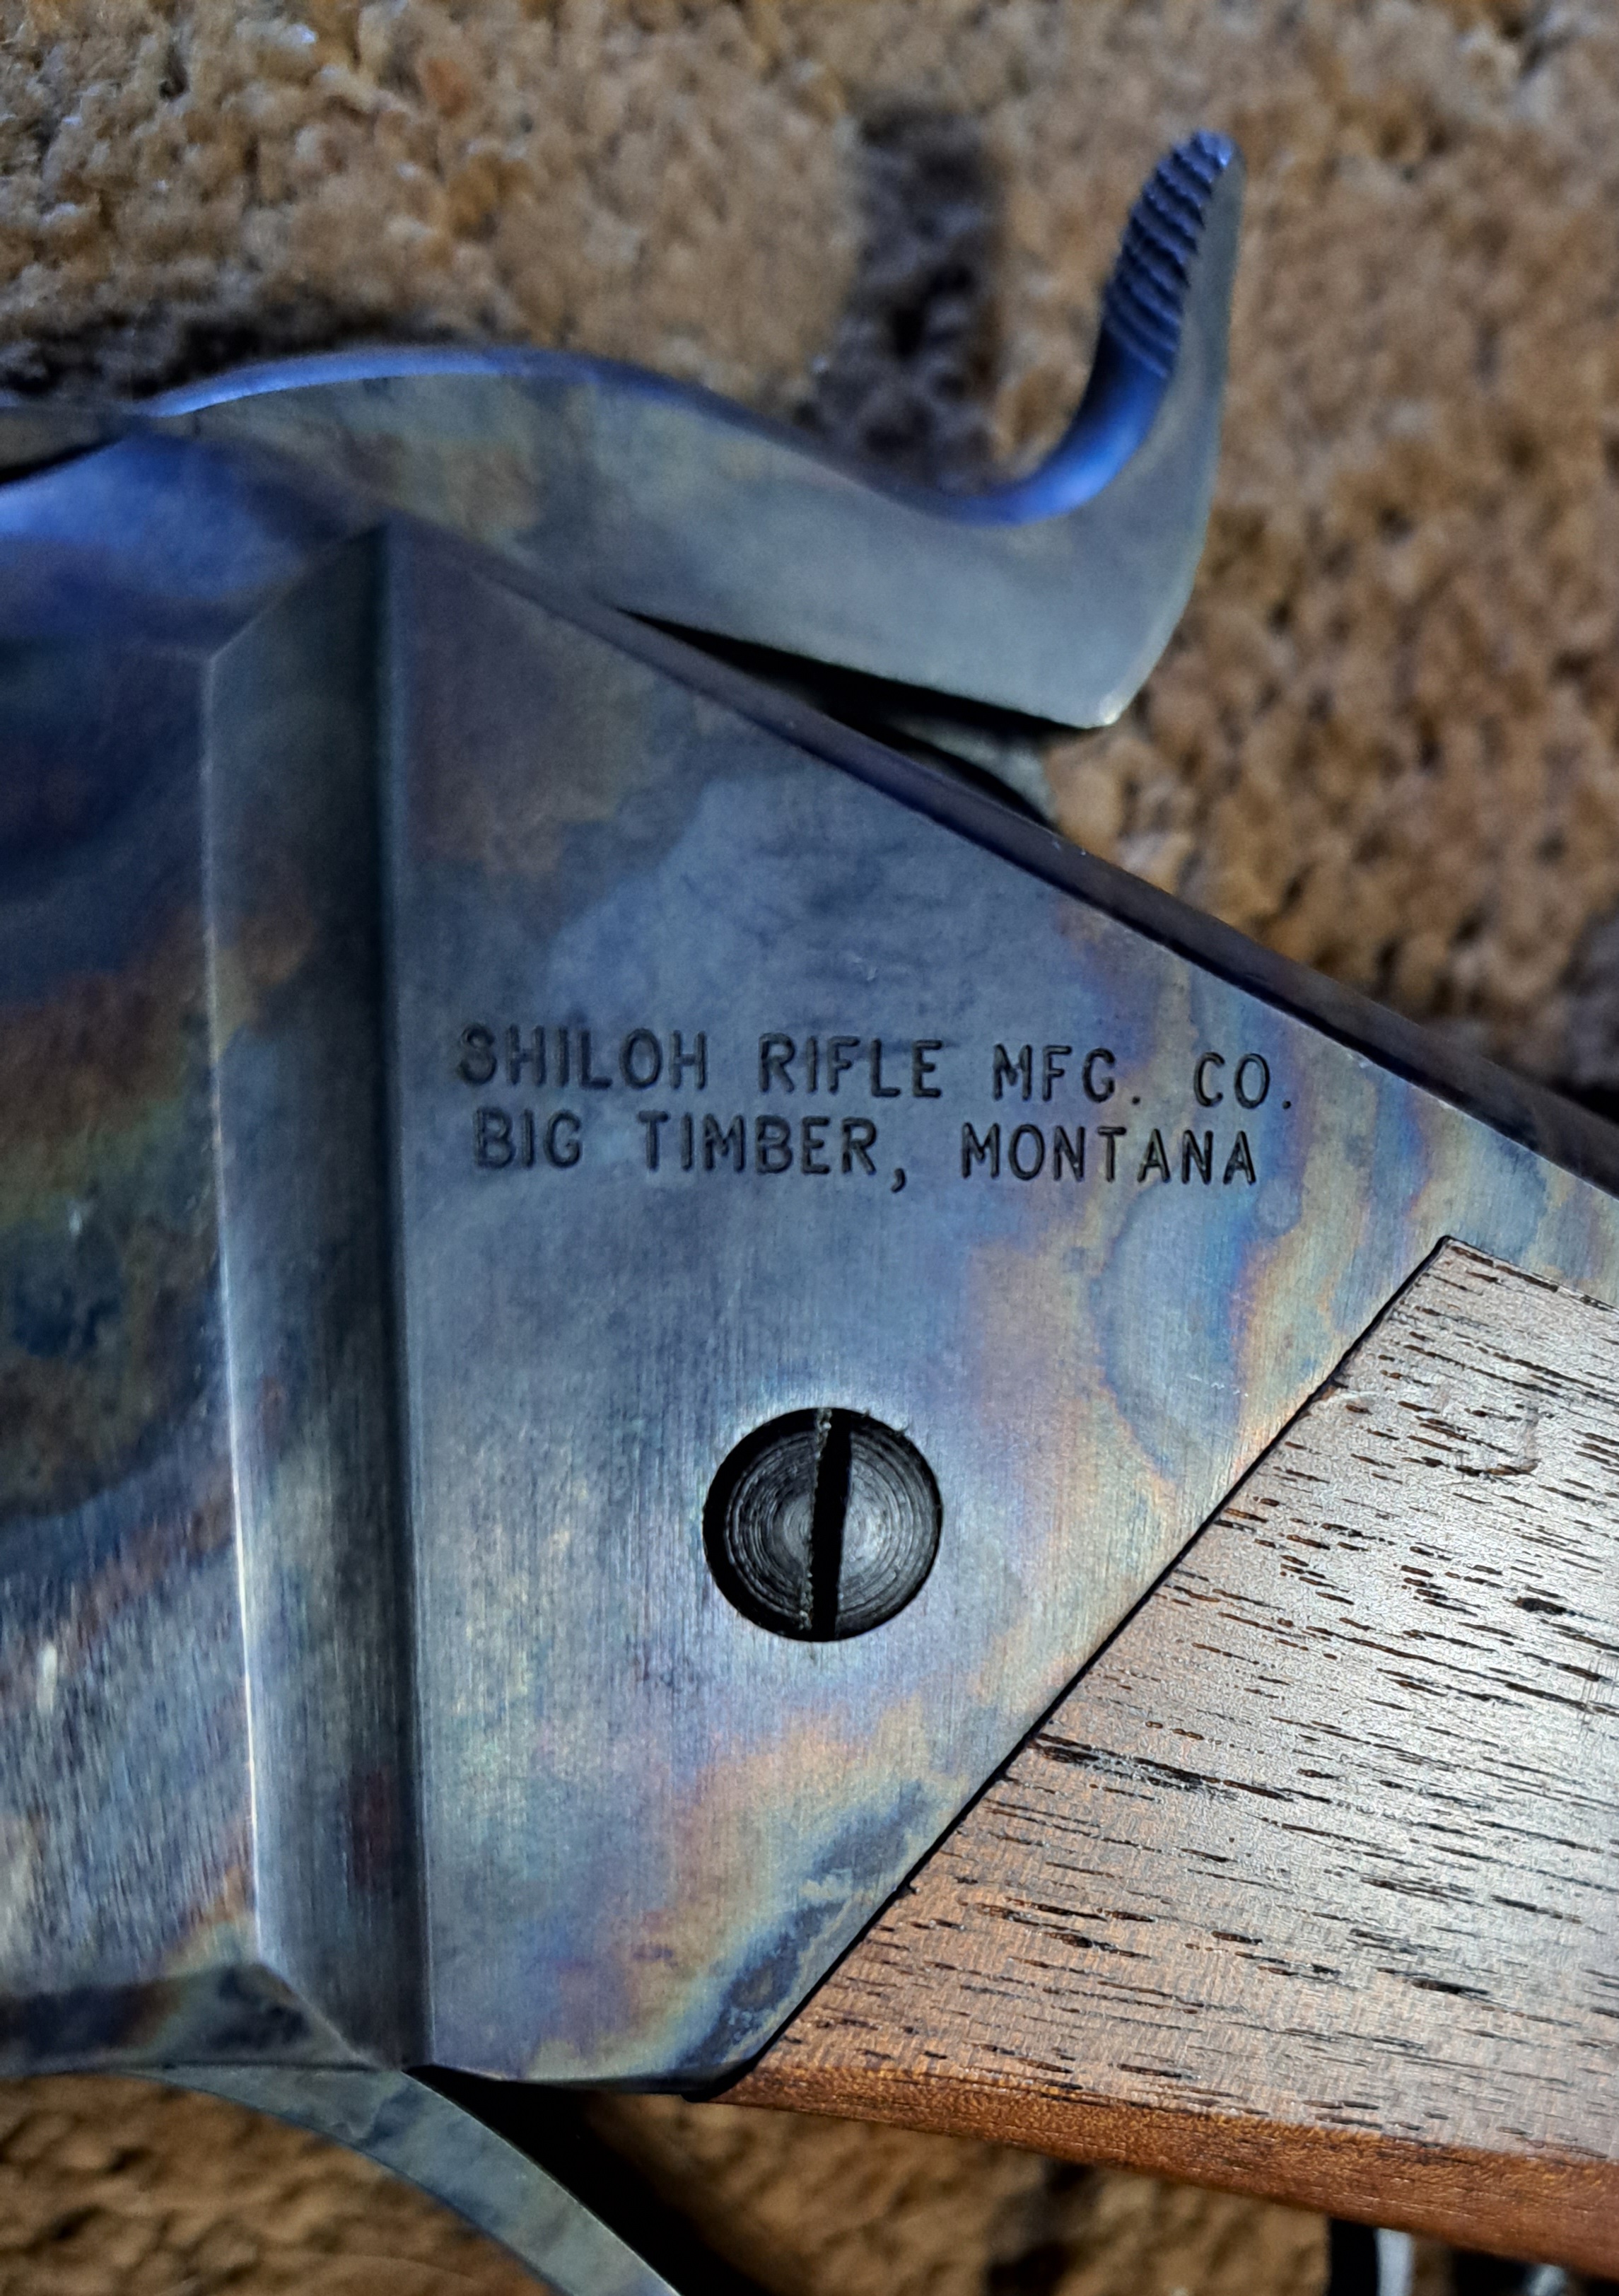 SHILOH RIFLE MFG. CO.
BIG TIMBER, MONTANA